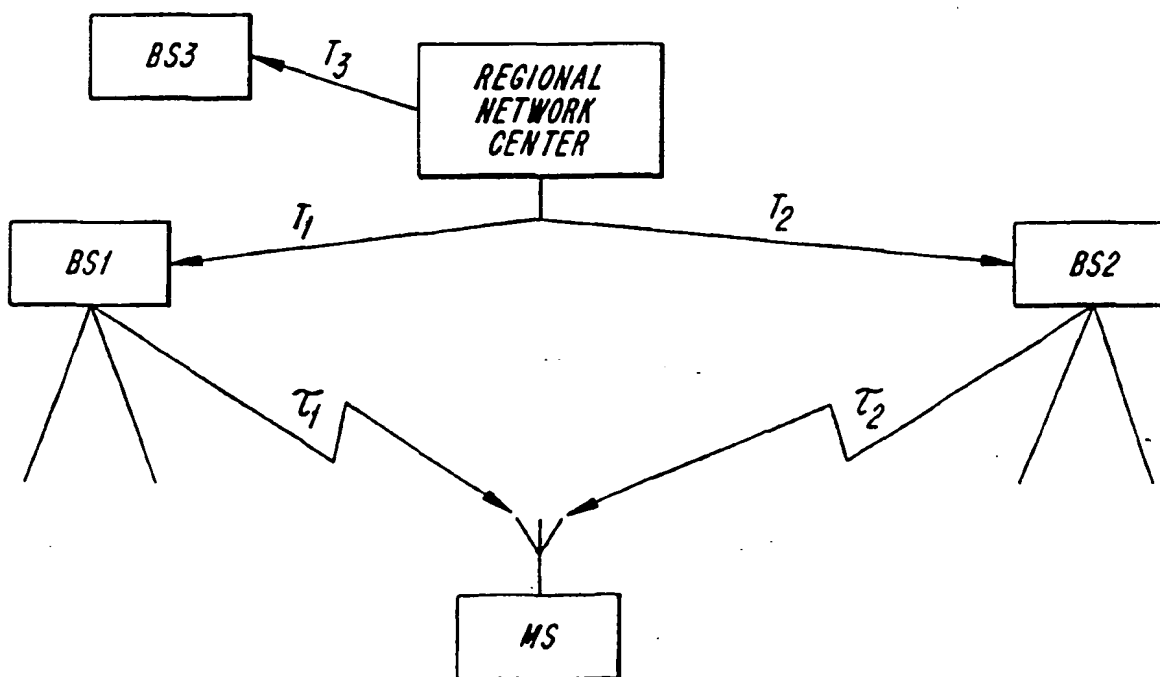 BS3
T3
REGIONAL
NETWORK
CENTER
T1
T2
BS1
BS2
τ1
τ2
MS